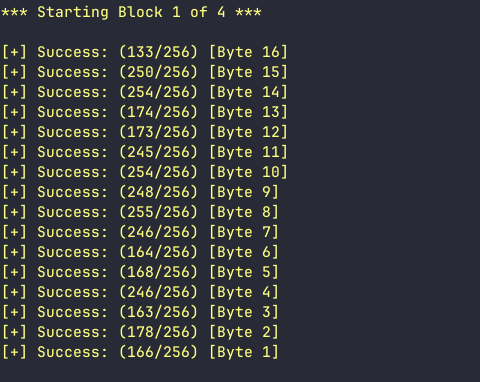 *** Starting Block 1 of 4 ***
[+] Success: (133/256) [Byte 16]
[+] Success: (250/256) [Byte 15]
[+] Success: (254/256) [Byte 14]
[+] Success: (174/256) [Byte 13]
[+] Success: (173/256) [Byte 12]
[+] Success: (245/256) [Byte 11]
[+] Success: (254/256) [Byte 10]
[+] Success: (248/256) [Byte 9]
[+] Success: (255/256) [Byte 8]
[+] Success: (246/256) [Byte 7]
[+] Success: (164/256) [Byte 6]
[+] Success: (168/256) [Byte 5]
[+] Success: (246/256) [Byte 4]
[+] Success: (163/256) [Byte 3]
[+] Success: (178/256) [Byte 2]
[+] Success: (166/256) [Byte 1]